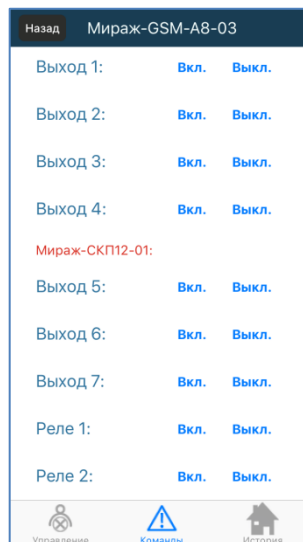 Назад Мираж-GSM-A8-03
Выход 1: Вкл. Выкл.
Выход 2: Вкл. Выкл.
Выход 3: Вкл. Выкл.
Выход 4: Вкл. Выкл.
Мираж-СКП12-01:
Выход 5: Вкл. Выкл.
Выход 6: Вкл. Выкл.
Выход 7: Вкл. Выкл.
Реле 1: Вкл. Выкл.
Реле 2: Вкл. Выкл.
Управление Команды История